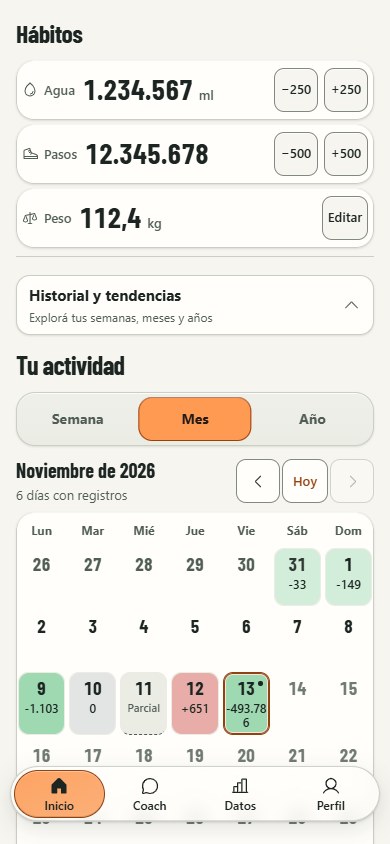 Hábitos
Agua 1.234.567 ml −250 +250
Pasos 12.345.678 −500 +500
Peso 112,4 kg Editar
Historial y tendencias
Explorá tus semanas, meses y años
Tu actividad
Semana Mes Año
Noviembre de 2026
6 días con registros
Hoy
Lun Mar Mié Jue Vie Sáb Dom
26 27 28 29 30 31 1
-33 -149
2 3 4 5 6 7 8
9 10 11 12 13 14 15
-1.103 0 Parcial +651 -493.78
6
16 17 18 19 20 21 22
Inicio Coach Datos Perfil